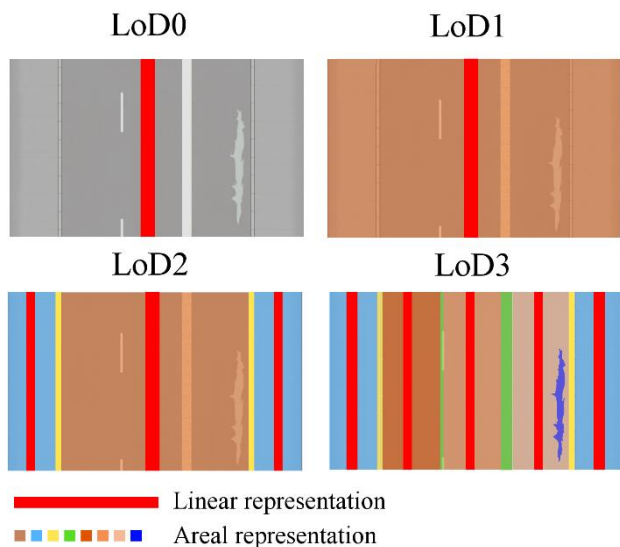 LoD0
LoD1
LoD2
LoD3
Linear representation
Areal representation